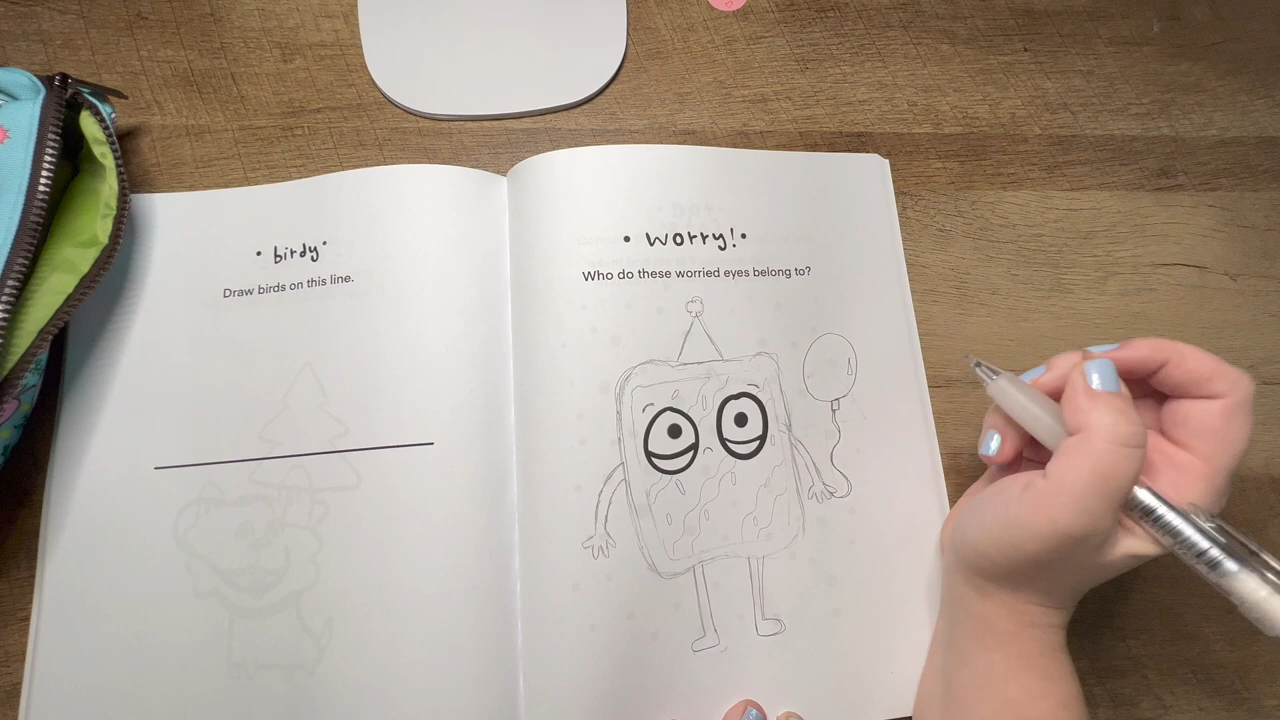 • birdy •
Draw birds on this line.
• worry! •
Who do these worried eyes belong to?